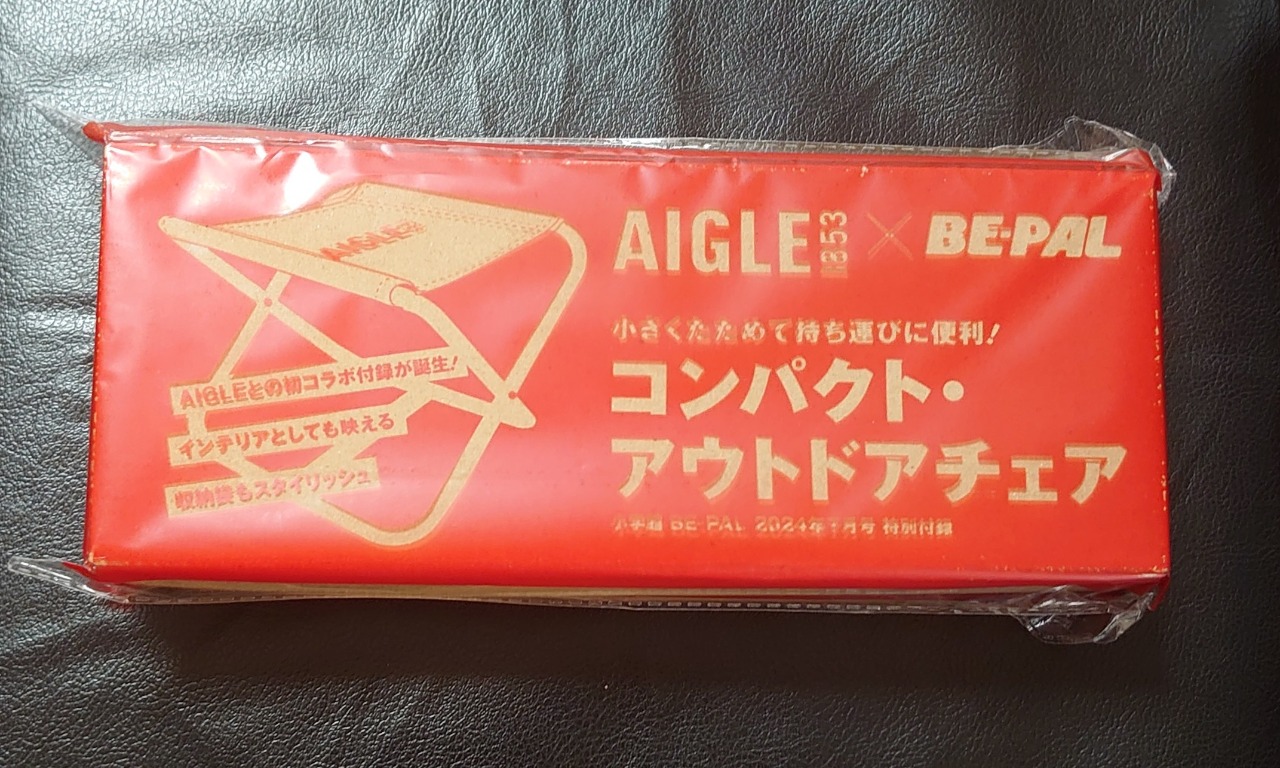 AIGLE
AIGLE 1853 × BE-PAL
小さくたためて持ち運びに便利!
コンパクト・
アウトドアチェア
小学館 BE-PAL 2024年 月号 特別付録
AIGLEとの初コラボ付録が誕生!
インテリアとしても映える
収納袋もスタイリッシュ